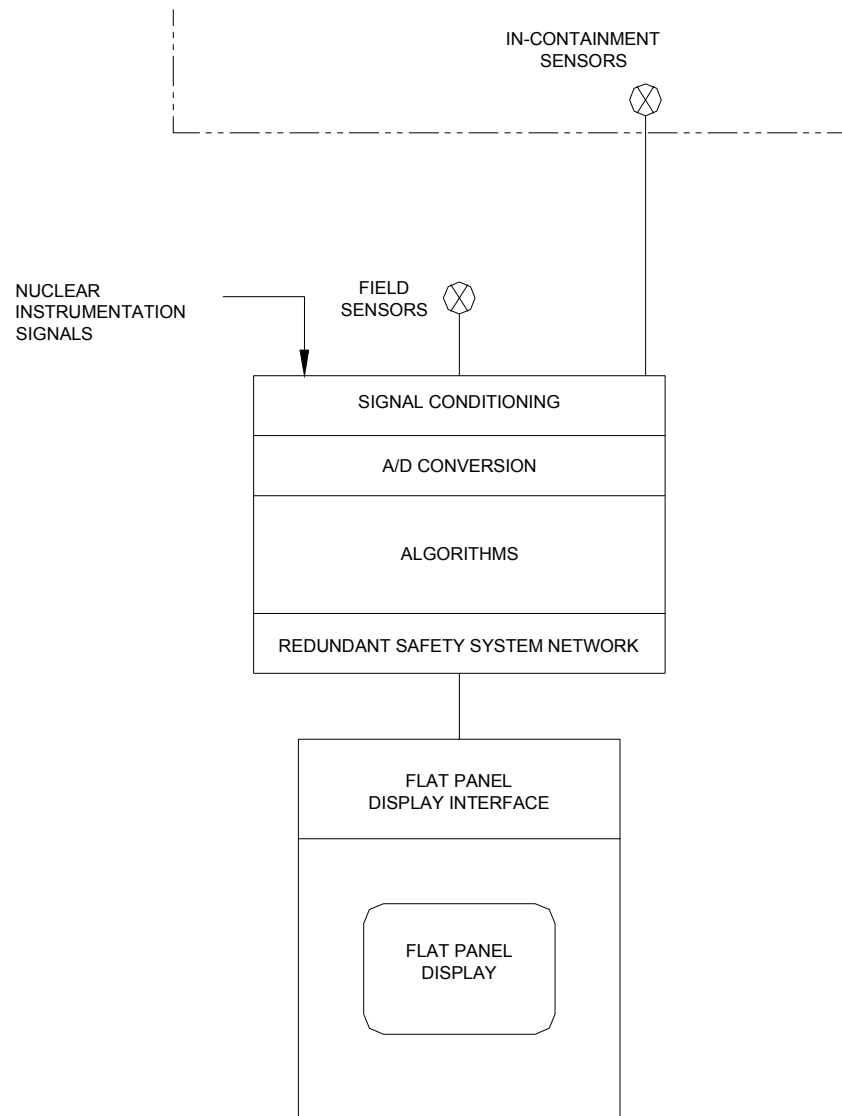 IN-CONTAINMENT
SENSORS
NUCLEAR
INSTRUMENTATION
SIGNALS
FIELD
SENSORS
SIGNAL CONDITIONING
A/D CONVERSION
ALGORITHMS
REDUNDANT SAFETY SYSTEM NETWORK
FLAT PANEL
DISPLAY INTERFACE
FLAT PANEL
DISPLAY